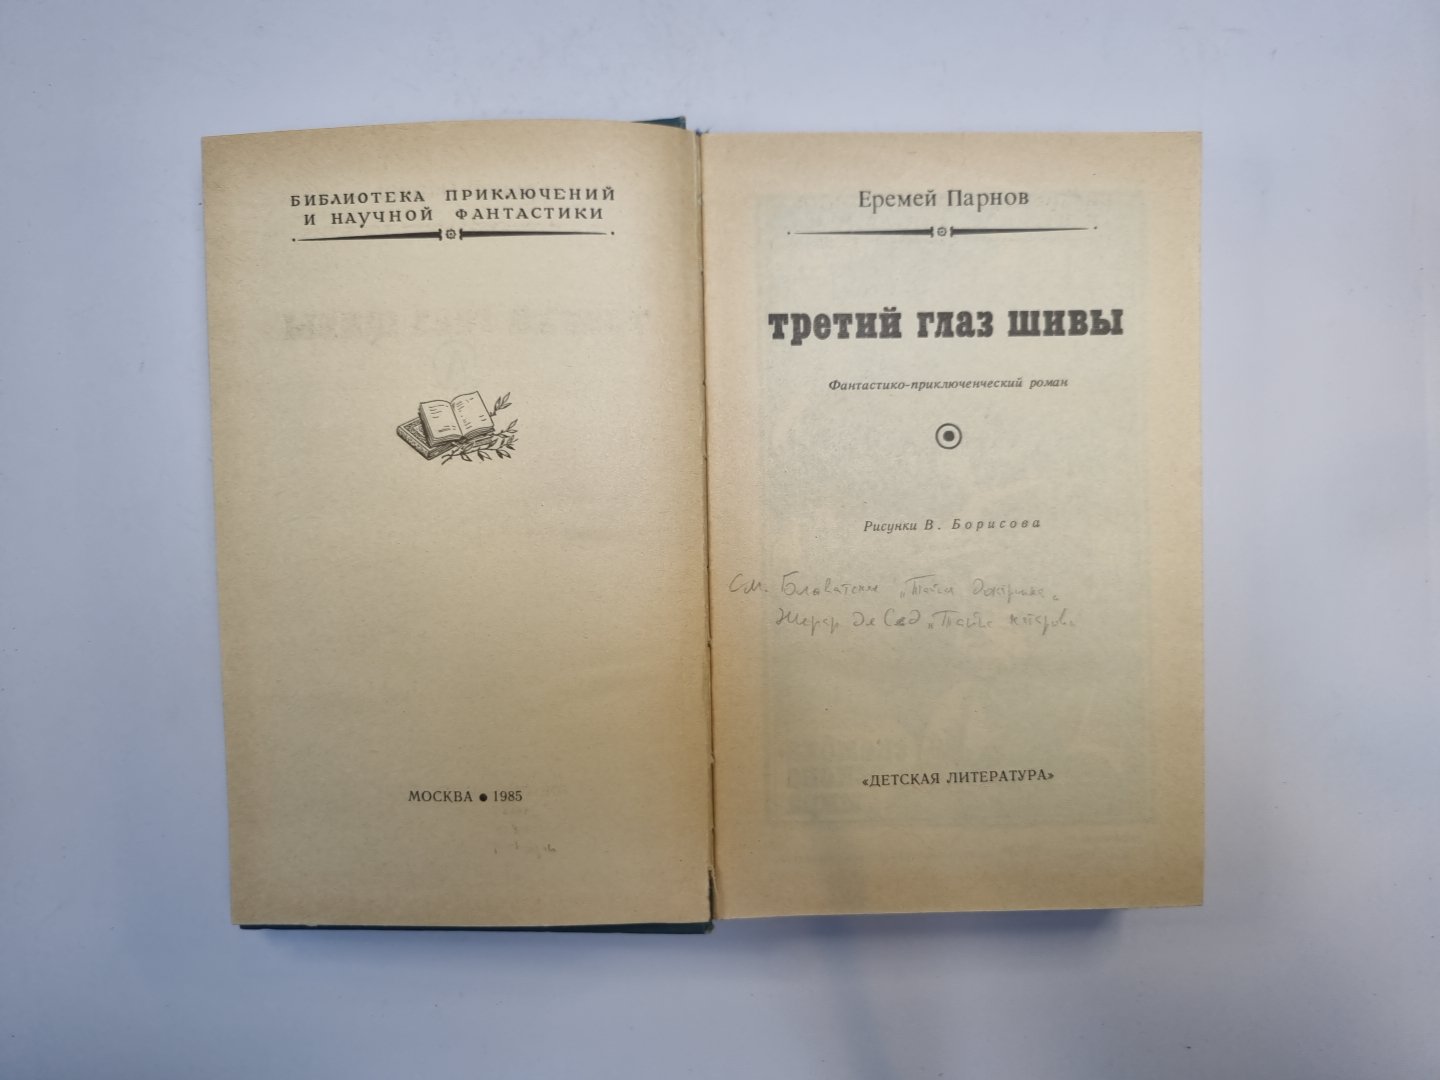 БИБЛИОТЕКА ПРИКЛЮЧЕНИЙ
И НАУЧНОЙ ФАНТАСТИКИ
МОСКВА ● 1985
Еремей Парнов
третий глаз шивы
Фантастико-приключенческий роман
Рисунки В. Борисова
См. Блаватская „Тайная доктрина“
Жерар де Сед „Тайна катаров“
«ДЕТСКАЯ ЛИТЕРАТУРА»